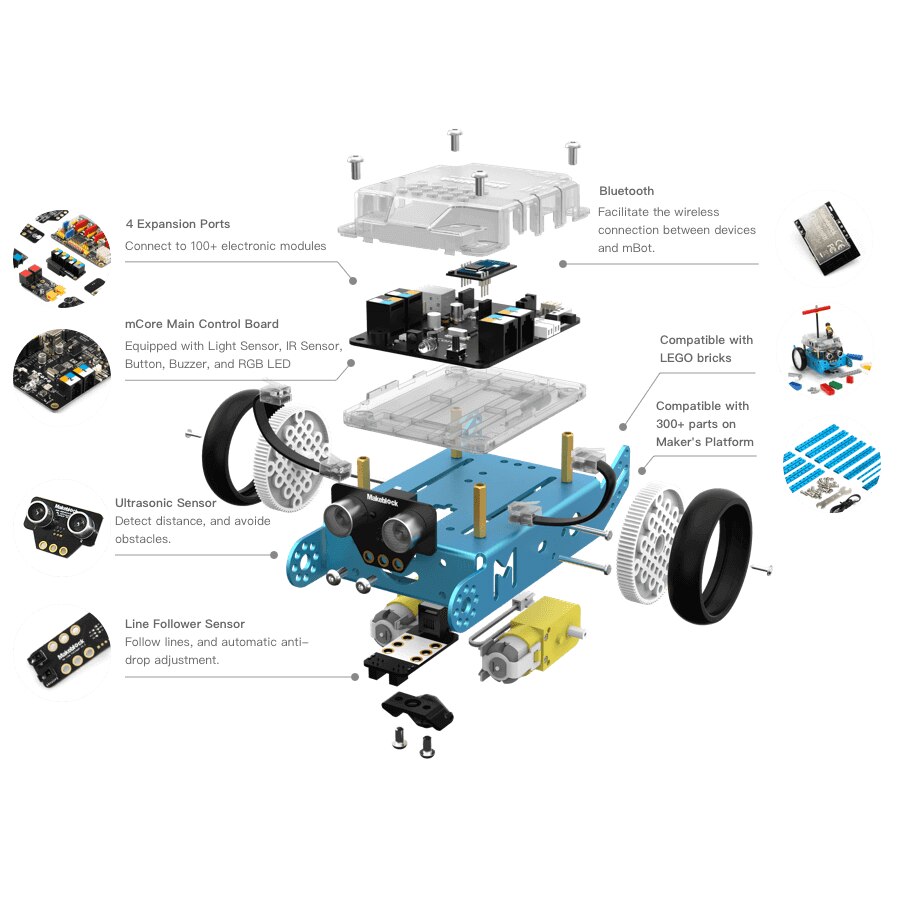 4 Expansion Ports
Connect to 100+ electronic modules
mCore Main Control Board
Equipped with Light Sensor, IR Sensor,
Button, Buzzer, and RGB LED
Ultrasonic Sensor
Detect distance, and avoide
obstacles.
Line Follower Sensor
Follow lines, and automatic anti-
drop adjustment.
Bluetooth
Facilitate the wireless
connection between devices
and mBot.
Compatible with
LEGO bricks
Compatible with
300+ parts on
Maker's Platform
Makeblock
Makeblock
Makeblock
M